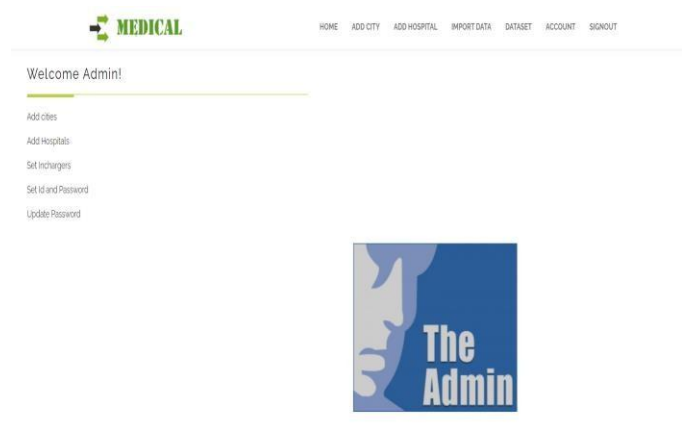 MEDICAL
HOME ADD CITY ADD HOSPITAL IMPORT DATA DATASET ACCOUNT SIGNOUT
Welcome Admin!
Add cities
Add Hospitals
Set Inchargers
Set Id and Password
Update Password
The
Admin